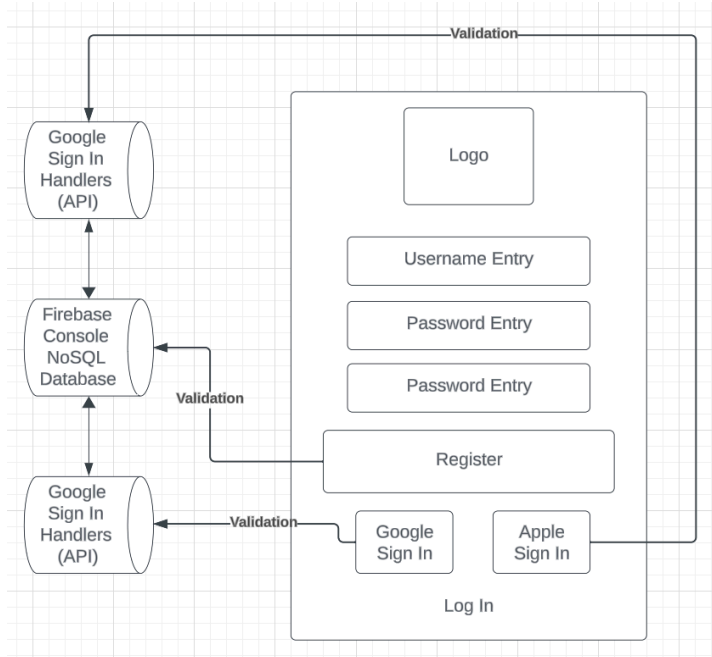 Validation
Google
Sign In
Handlers
(API)
Logo
Username Entry
Firebase
Console
NoSQL
Database
Password Entry
Validation
Password Entry
Register
Google
Sign In
Handlers
(API)
Validation
Google
Sign In
Apple
Sign In
Log In